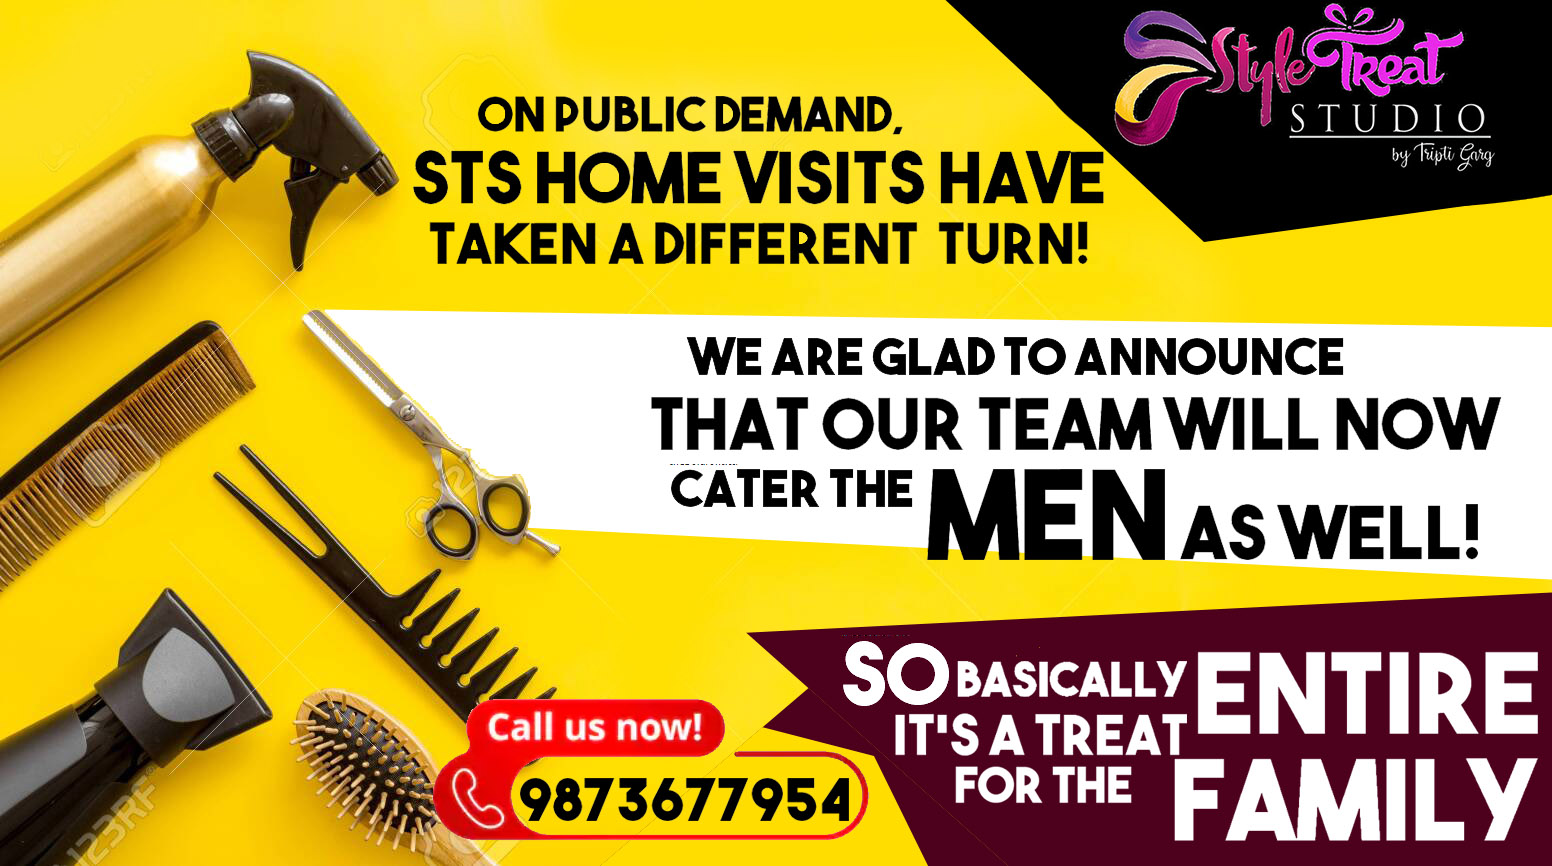 Style Treat
STUDIO
by Tripti Garg
ON PUBLIC DEMAND,
STS HOME VISITS HAVE
TAKEN A DIFFERENT TURN!
WE ARE GLAD TO ANNOUNCE
THAT OUR TEAM WILL NOW
CATER THE MEN AS WELL!
SO BASICALLY ENTIRE
IT'S A TREAT
FOR THE FAMILY
Call us now!
9873677954
123RF